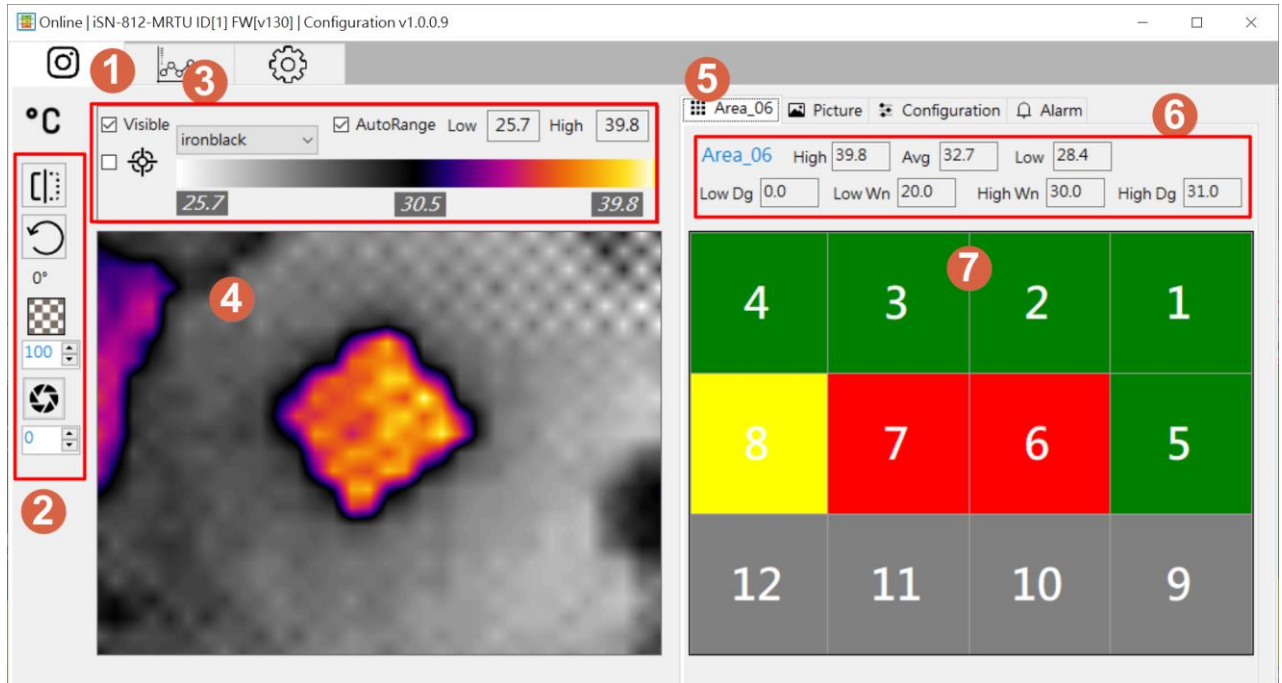 Online | iSN-812-MRTU ID[1] FW[v130] | Configuration v1.0.0.9
1
3
5
6
°C
Visible
ironblack
AutoRange Low 25.7 High 39.8
25.7 30.5 39.8
0°
100
0
2
4
Area_06 Picture Configuration Alarm
Area_06 High 39.8 Avg 32.7 Low 28.4
Low Dg 0.0 Low Wn 20.0 High Wn 30.0 High Dg 31.0
7
4 3 2 1
8 7 6 5
12 11 10 9